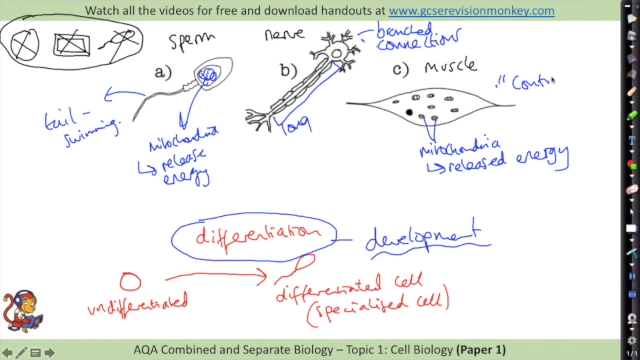 Watch all the videos for free and download handouts at www.gcserevisionmonkey.com
sperm
nerve
branched
connections
a)
b)
c) muscle
tail -
swimming.
mitochondria
↳ release
energy
long
"contr
mitochondria
↳ released energy
differentiation - development
undifferentiated
differentiated cell
(specialised cell)
AQA Combined and Separate Biology – Topic 1: Cell Biology (Paper 1)